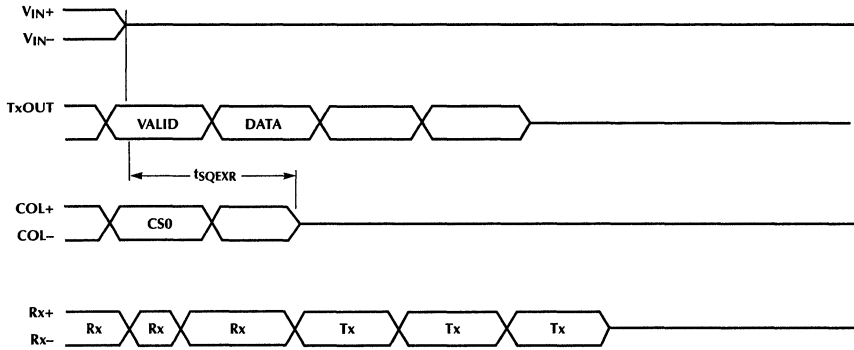 VIN+
VIN–
TxOUT
VALID DATA
tSQEXR
COL+
COL–
CS0
Rx+
Rx–
Rx Rx Rx Tx Tx Tx